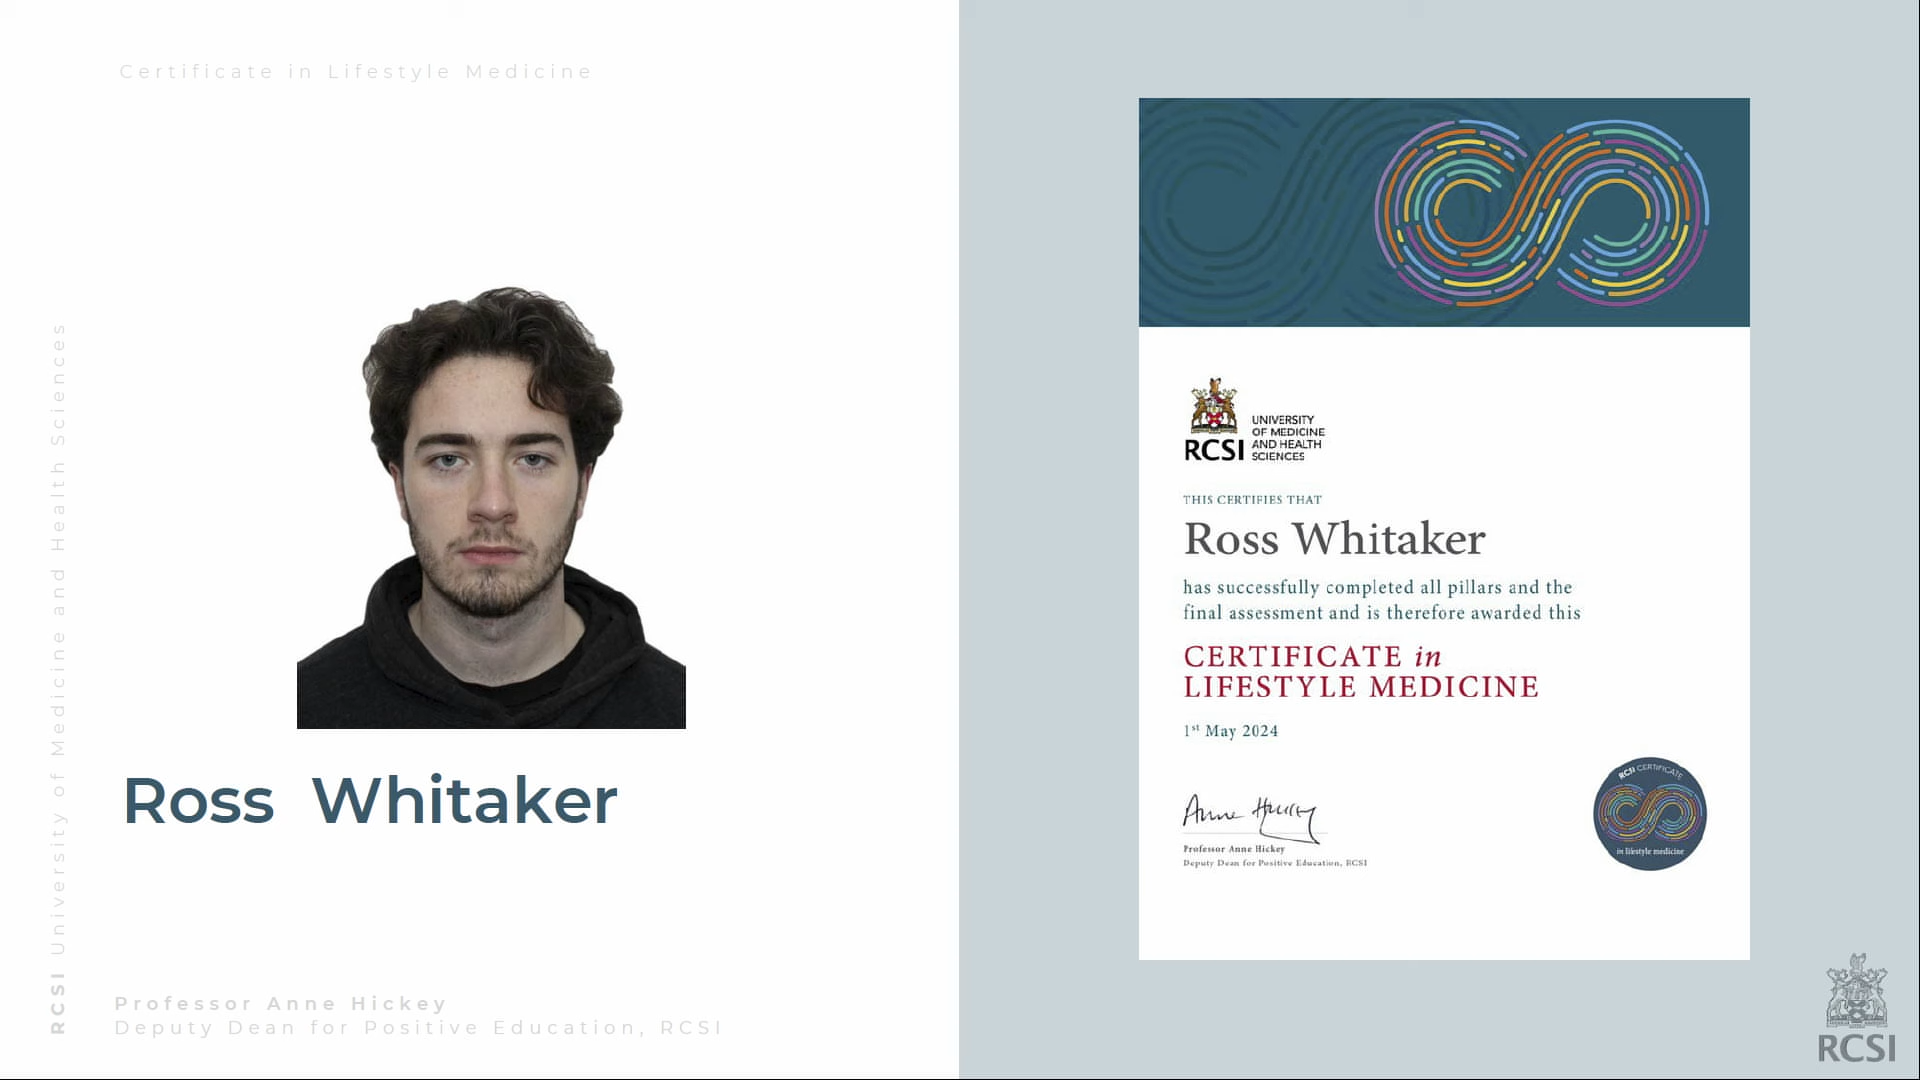 Certificate in Lifestyle Medicine
RCSI University of Medicine and Health Sciences
Ross Whitaker
Professor Anne Hickey
Deputy Dean for Positive Education, RCSI
RCSI
UNIVERSITY
OF MEDICINE
AND HEALTH
SCIENCES
THIS CERTIFIES THAT
Ross Whitaker
has successfully completed all pillars and the
final assessment and is therefore awarded this
CERTIFICATE in
LIFESTYLE MEDICINE
1st May 2024
Anne Hickey
Professor Anne Hickey
Deputy Dean for Positive Education, RCSI
RCSI CERTIFICATE
in lifestyle medicine
RCSI